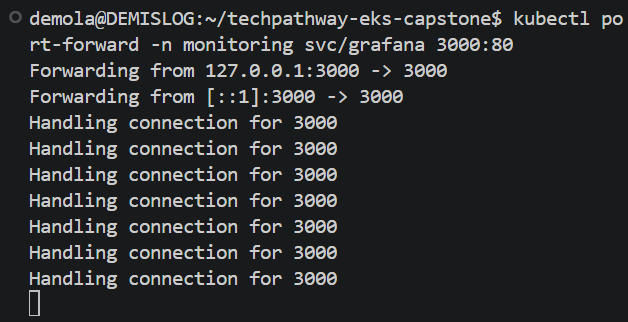 demola@DEMISLOG:~/techpathway-eks-capstone$ kubectl po
rt-forward -n monitoring svc/grafana 3000:80
Forwarding from 127.0.0.1:3000 -> 3000
Forwarding from [::1]:3000 -> 3000
Handling connection for 3000
Handling connection for 3000
Handling connection for 3000
Handling connection for 3000
Handling connection for 3000
Handling connection for 3000
Handling connection for 3000